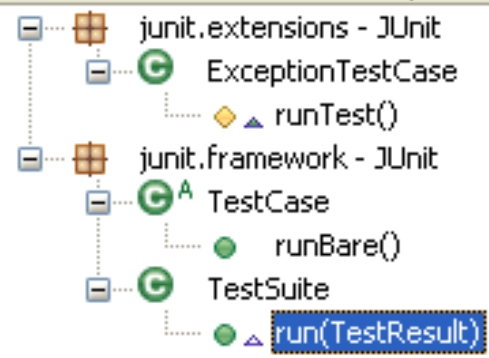 junit.extensions - JUnit
ExceptionTestCase
runTest()
junit.framework - JUnit
A TestCase
runBare()
TestSuite
run(TestResult)